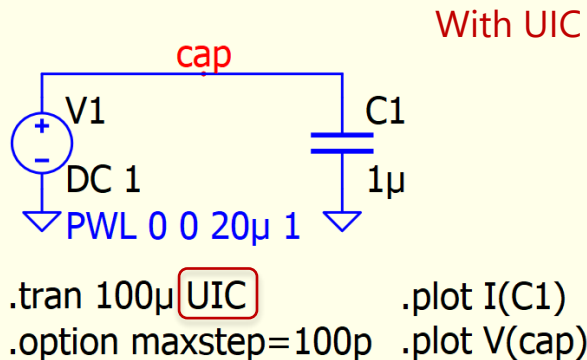 With UIC
cap
V1
C1
DC 1
1µ
PWL 0 0 20µ 1
.tran 100µ UIC
.plot I(C1)
.option maxstep=100p
.plot V(cap)